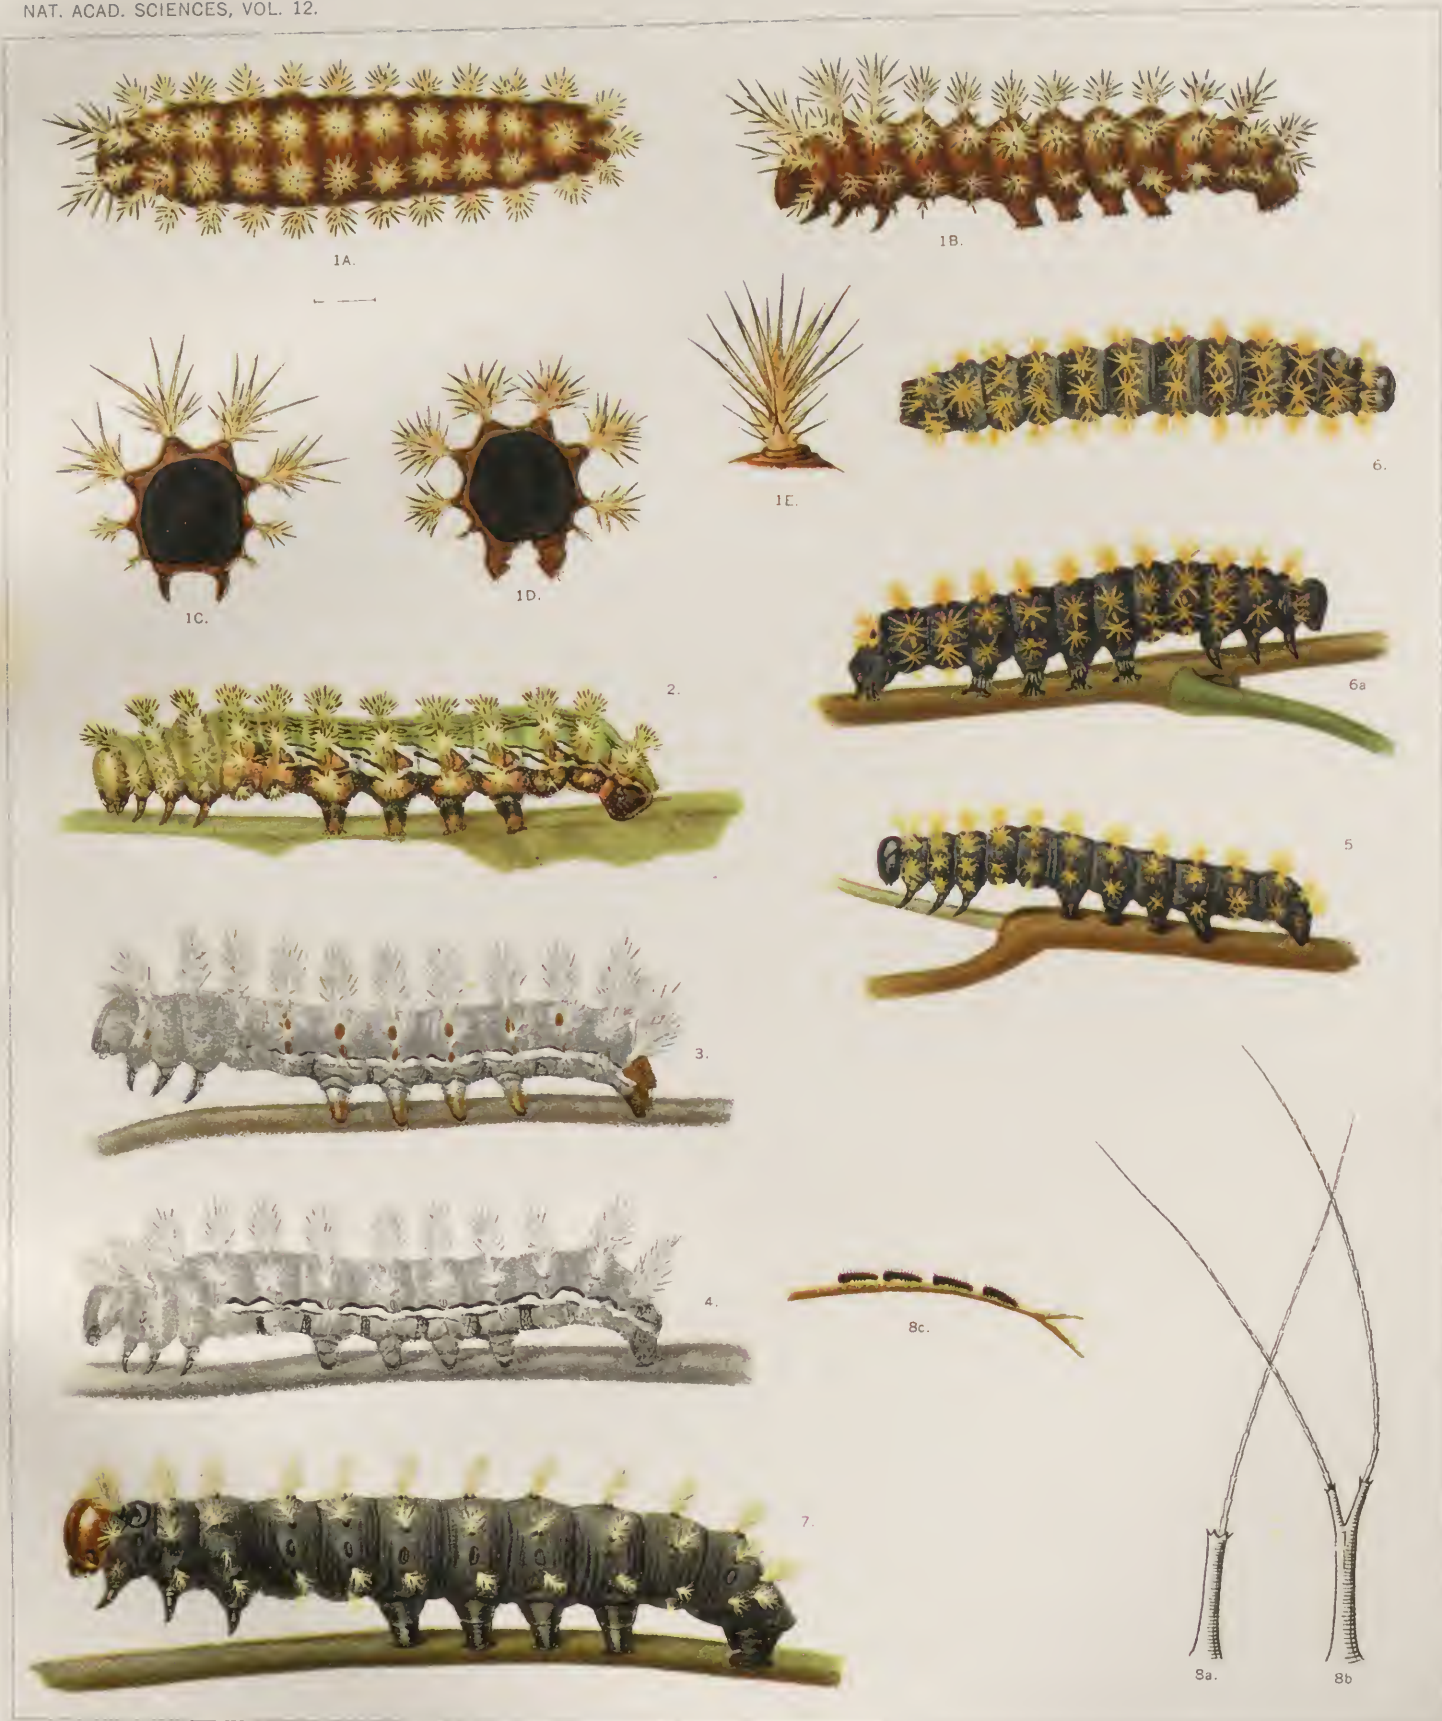 NAT. ACAD. SCIENCES, VOL. 12.
1A.
1B.
1C.
1D.
1E.
6.
6a
2.
5
3.
4.
8c.
7.
8a.
8b